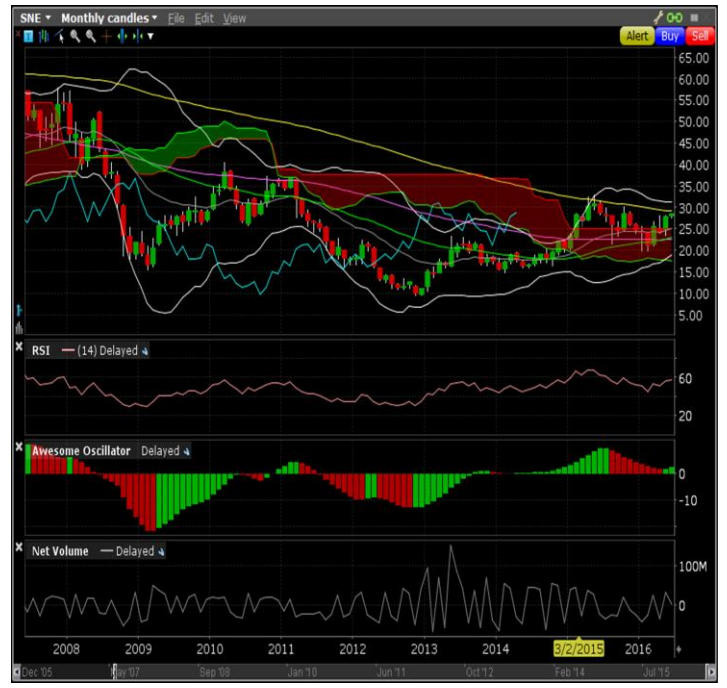 SNE Monthly candles File Edit View
Alert Buy Sell
65.00
60.00
55.00
50.00
45.00
40.00
35.00
30.00
25.00
20.00
15.00
10.00
5.00
RSI (14) Delayed
60
20
Awesome Oscillator Delayed
0
-10
Net Volume Delayed
100M
0
2008 2009 2010 2011 2012 2013 2014 3/2/2015 2016
Dec '05 May '07 Sep '08 Jan '10 Jun '11 Oct '12 Feb '14 Jul '15